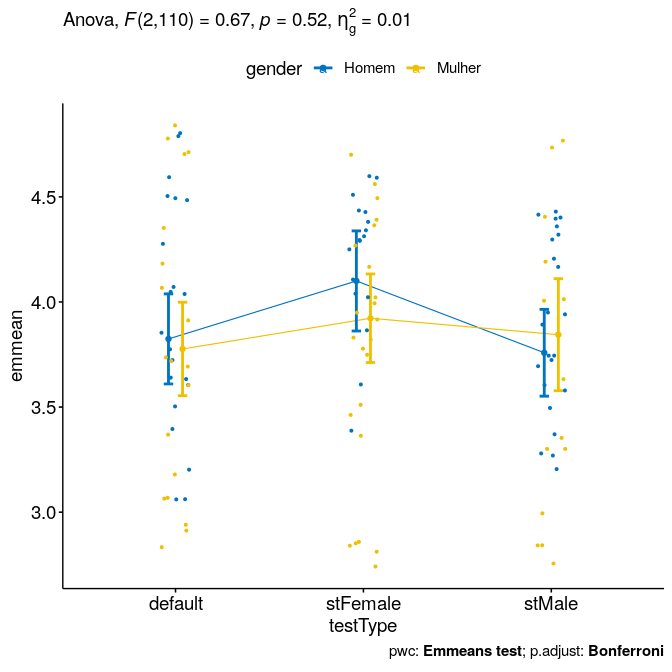 Anova, F(2,110) = 0.67, p = 0.52, η²g = 0.01
gender Homem Mulher
emmean
4.5
4.0
3.5
3.0
default stFemale stMale
testType
pwc: Emmeans test; p.adjust: Bonferroni